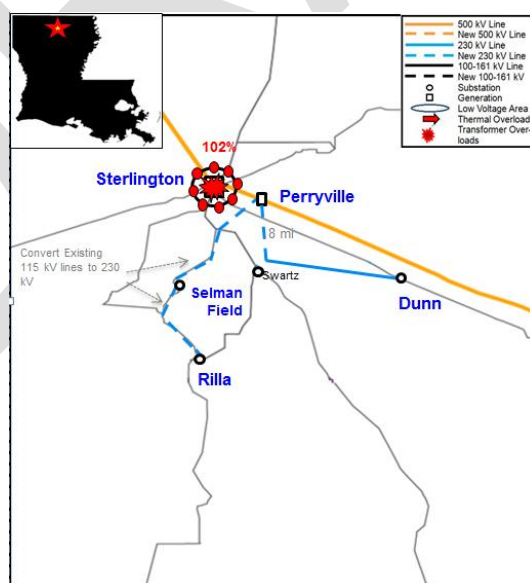 500 kV Line
New 500 kV Line
230 kV Line
New 230 kV Line
100-161 kV Line
New 100-161 kV
Substation
Generation
Low Voltage Area
Thermal Overload
Transformer Over-
loads
102%
Sterlington
Perryville
8 mi
Convert Existing
115 kV lines to 230
kV
Swartz
Selman
Field
Dunn
Rilla